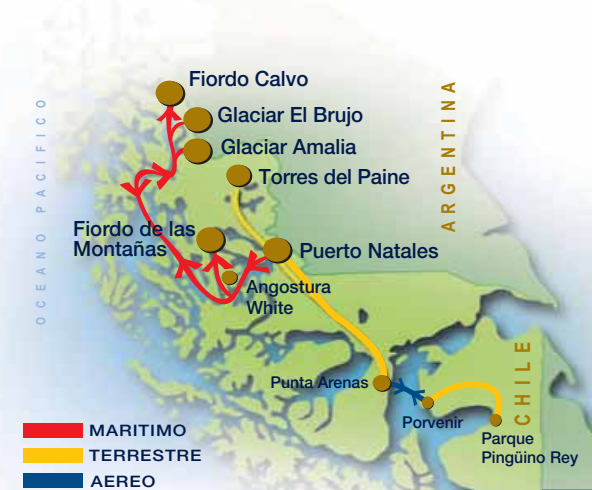 Fiordo Calvo
Glaciar El Brujo
Glaciar Amalia
Torres del Paine
OCEANO PACIFICO
ARGENTINA
Fiordo de las
Montañas
Puerto Natales
Angostura
White
CHILE
Punta Arenas
Porvenir
Parque
Pingüino Rey
MARITIMO
TERRESTRE
AEREO